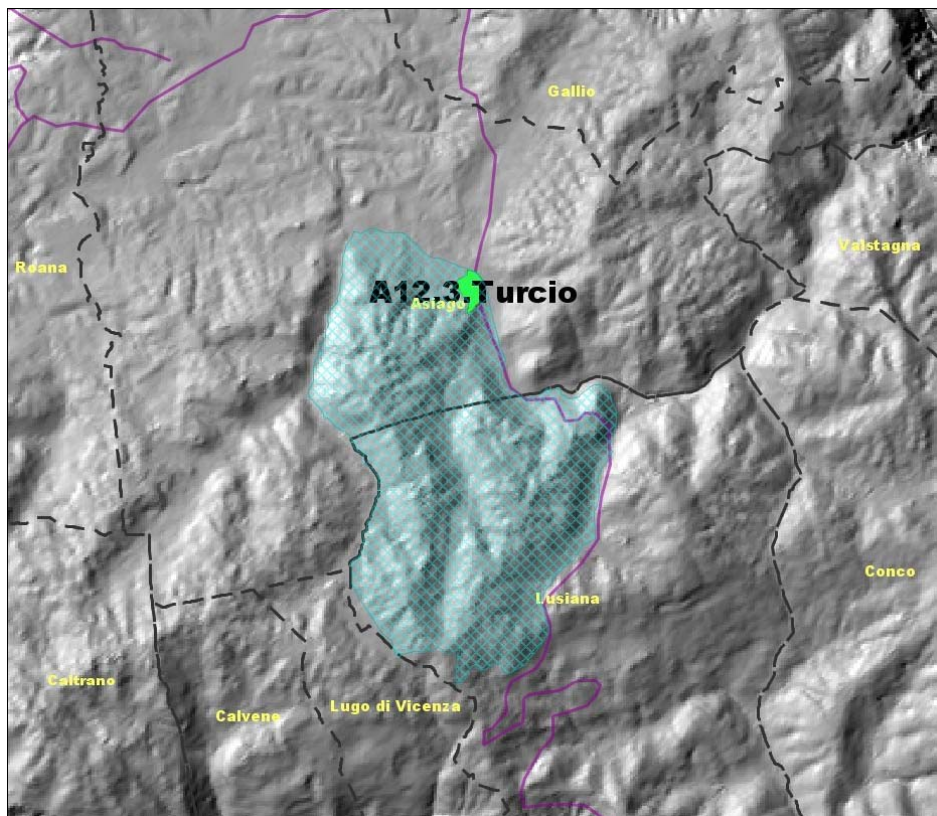 Gallio
Valstagna
Roana
A12.3.Turcio
Asiago
Conco
Lusiana
Caltrano
Lugo di Vicenza
Calvene